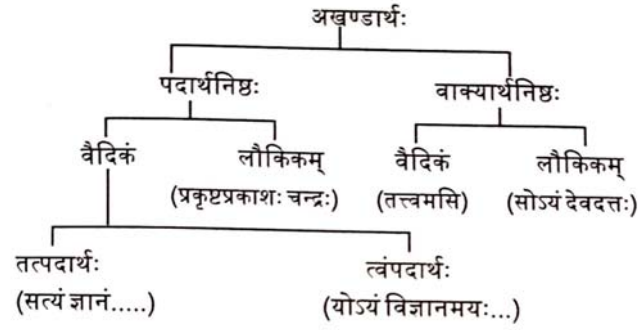 अखण्डार्थः
पदार्थनिष्ठः वाक्यार्थनिष्ठः
वैदिकं लौकिकम् वैदिकं लौकिकम्
(प्रकृष्टप्रकाशः चन्द्रः) (तत्त्वमसि) (सोऽयं देवदत्तः)
तत्पदार्थः त्वंपदार्थः
(सत्यं ज्ञानं.....) (योऽयं विज्ञानमयः...)